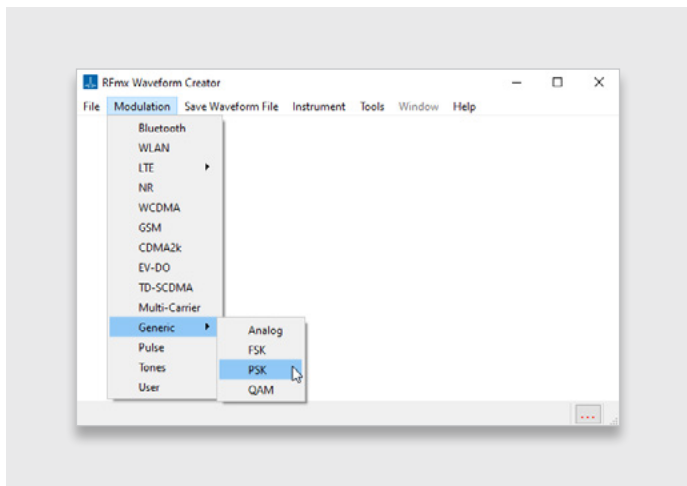 RFmx Waveform Creator
File Modulation Save Waveform File Instrument Tools Window Help
Bluetooth
WLAN
LTE
NR
WCDMA
GSM
CDMA2k
EV-DO
TD-SCDMA
Multi-Carrier
Generic
Pulse
Tones
User
Analog
FSK
PSK
QAM
...